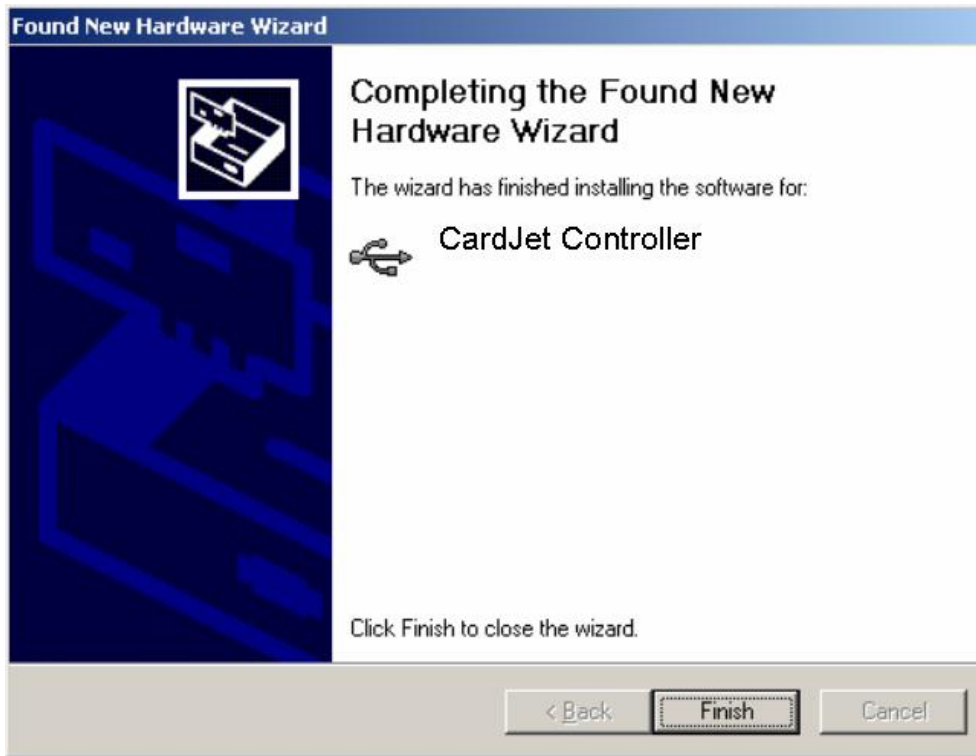 Found New Hardware Wizard
Completing the Found New
Hardware Wizard
The wizard has finished installing the software for:
CardJet Controller
Click Finish to close the wizard.
< Back Finish Cancel